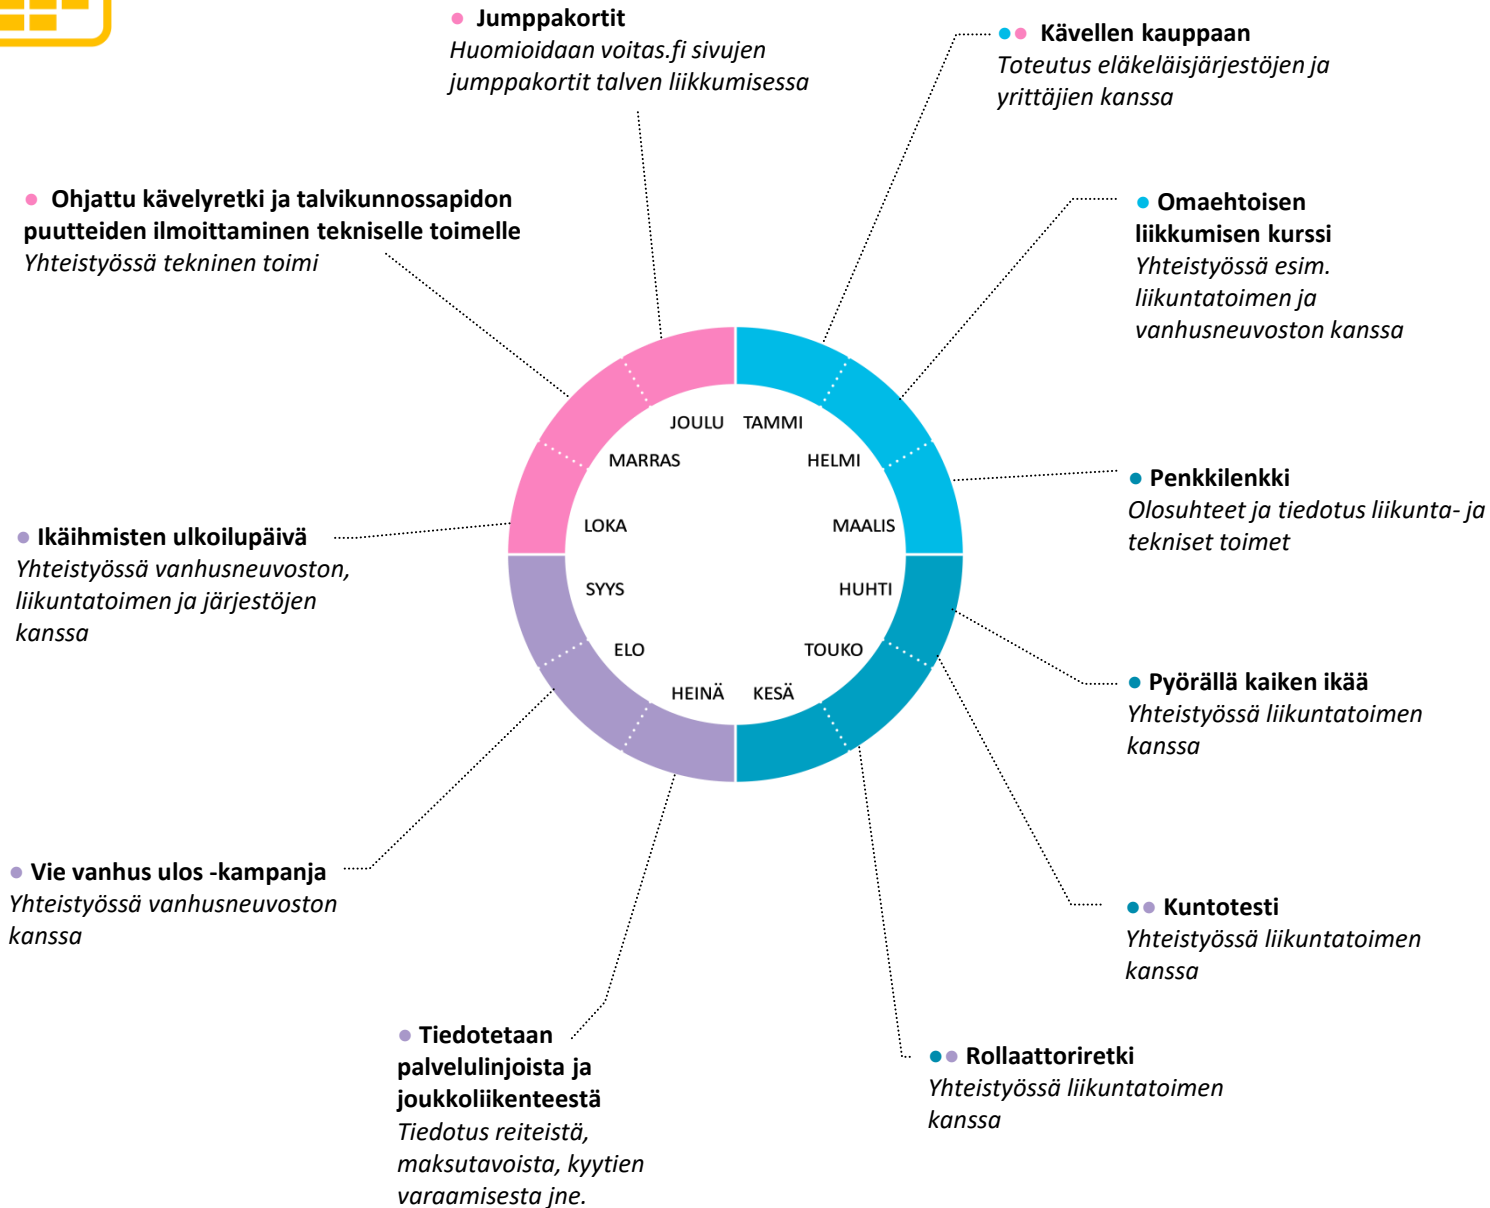 Jumppakortit
Huomioidaan voitas.fi sivujen
jumppakortit talven liikkumisessa
Kävellen kauppaan
Toteutus eläkeläisjärjestöjen ja
yrittäjien kanssa
Ohjattu kävelyretki ja talvikunnossapidon
puutteiden ilmoittaminen tekniselle toimelle
Yhteistyössä tekninen toimi
Omaehtoisen
liikkumisen kurssi
Yhteistyössä esim.
liikuntatoimen ja
vanhusneuvoston kanssa
JOULU
TAMMI
MARRAS
HELMI
LOKA
MAALIS
SYYS
HUHTI
ELO
TOUKO
HEINÄ
KESÄ
Penkkilenkki
Olosuhteet ja tiedotus liikunta- ja
tekniset toimet
Ikäihmisten ulkoilupäivä
Yhteistyössä vanhusneuvoston,
liikuntatoimen ja järjestöjen
kanssa
Pyörällä kaiken ikää
Yhteistyössä liikuntatoimen
kanssa
Vie vanhus ulos -kampanja
Yhteistyössä vanhusneuvoston
kanssa
Kuntotesti
Yhteistyössä liikuntatoimen
kanssa
Tiedotetaan
palvelulinjoista ja
joukkoliikenteestä
Tiedotus reiteistä,
maksutavoista, kyytien
varaamisesta jne.
Rollaattoriretki
Yhteistyössä liikuntatoimen
kanssa